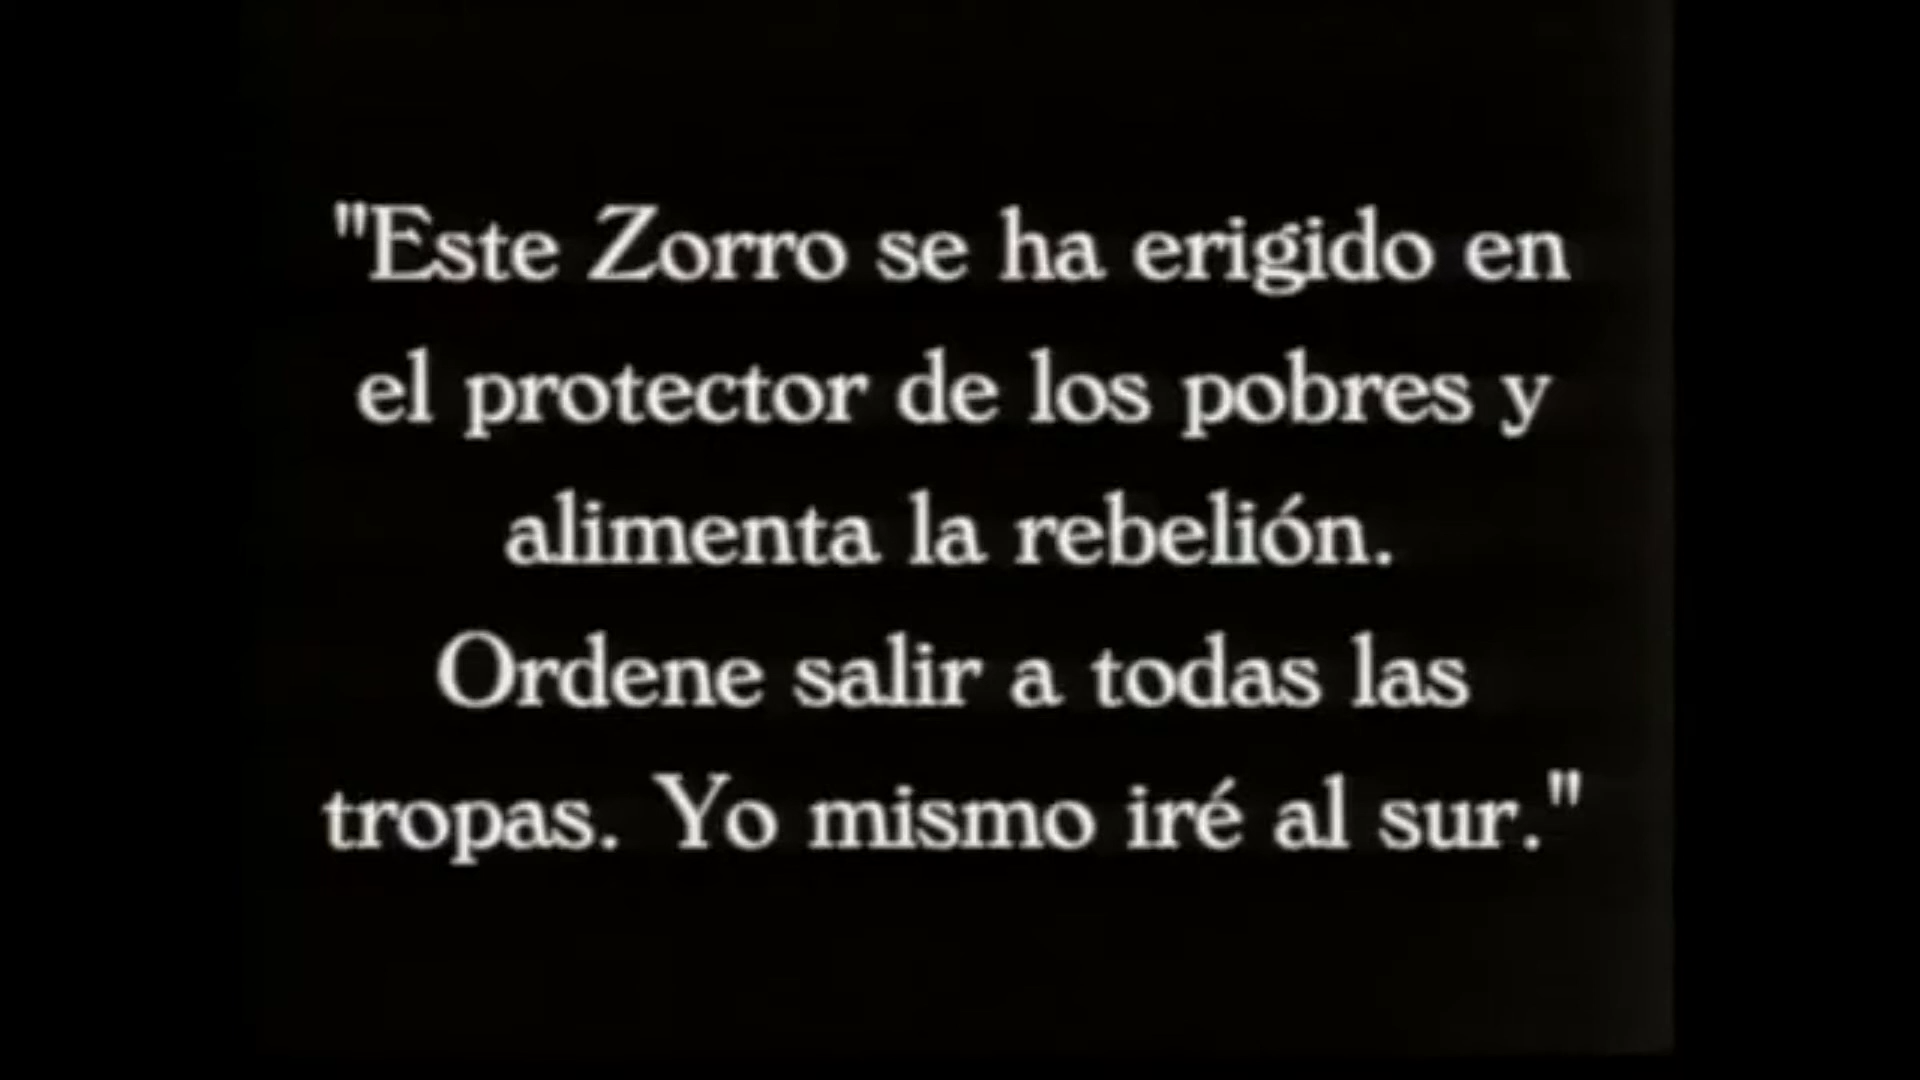 "Este Zorro se ha erigido en
el protector de los pobres y
alimenta la rebelión.
Ordene salir a todas las
tropas. Yo mismo iré al sur."